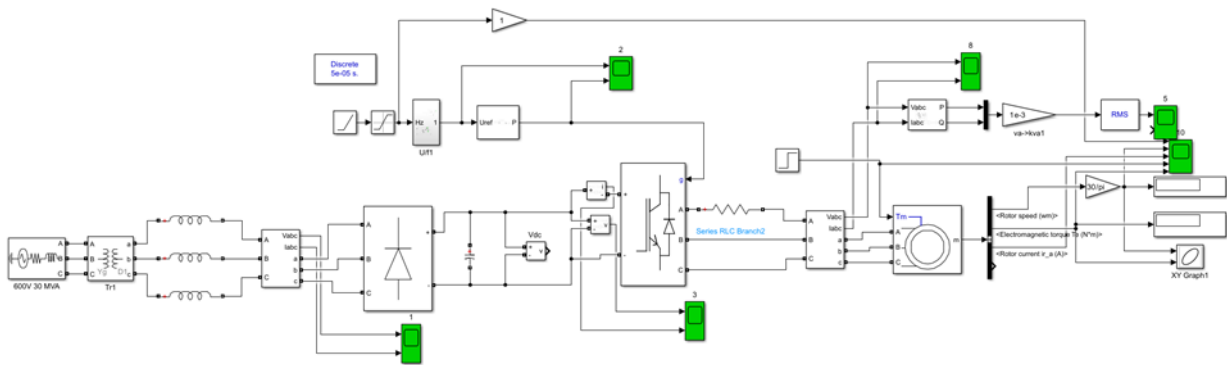 1
8
2
Discrete
5e-05 s.
Vabc
Iabc
P
Q
1e-3
va->kva1
RMS
5
10
Hz
1
U/f1
Uref
P
g
30/pi
<Rotor speed (wm)>
Tm
m
<Electromagnetic torque Te (N*m)>
<Rotor current ir_a (A)>
XY Graph1
Series RLC Branch2
Vdc
A
B
C
A
B
C
a
b
c
Yg
D1
Tr1
600V 30 MVA
A
B
C
Vabc
Iabc
a
b
c
A
B
C
+
-
+
-
v
i
+
-
+
-
v
+
-
A
B
C
A
B
C
Vabc
Iabc
a
b
c
A
B
C
1
3